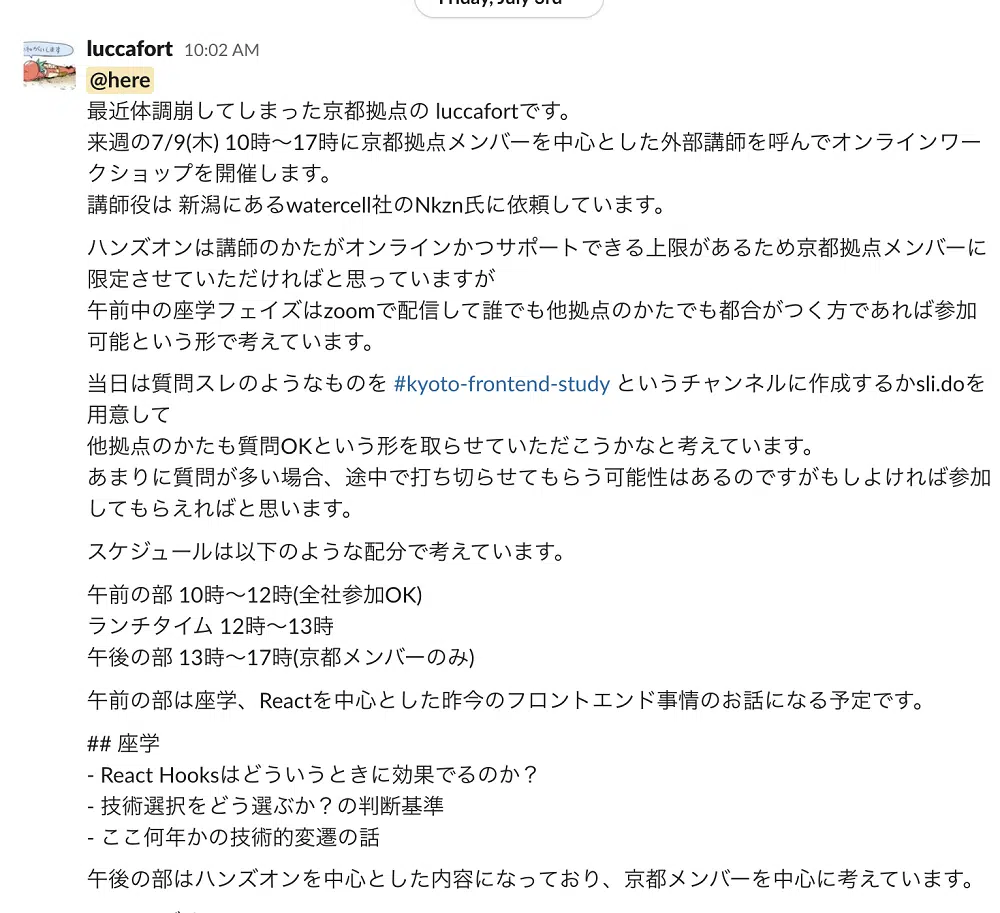 Friday, July 3rd
luccafort 10:02 AM
@here
最近体調崩してしまった京都拠点の luccafortです。
来週の7/9(木) 10時〜17時に京都拠点メンバーを中心とした外部講師を呼んでオンラインワー
クショップを開催します。
講師役は 新潟にあるwatercell社のNkzn氏に依頼しています。
ハンズオンは講師のかたがオンラインかつサポートできる上限があるため京都拠点メンバーに
限定させていただければと思っていますが
午前中の座学フェイズはzoomで配信して誰でも他拠点のかたでも都合がつく方であれば参加
可能という形で考えています。
当日は質問スレのようなものを #kyoto-frontend-study というチャンネルに作成するかsli.doを
用意して
他拠点のかたも質問OKという形を取らせていただこうかなと考えています。
あまりに質問が多い場合、途中で打ち切らせてもらう可能性はあるのですがもしよければ参加
してもらえればと思います。
スケジュールは以下のような配分で考えています。
午前の部 10時〜12時(全社参加OK)
ランチタイム 12時〜13時
午後の部 13時〜17時(京都メンバーのみ)
午前の部は座学、Reactを中心とした昨今のフロントエンド事情のお話になる予定です。
## 座学
- React Hooksはどういうときに効果でるのか？
- 技術選択をどう選ぶか？の判断基準
- ここ何年かの技術的変遷の話
午後の部はハンズオンを中心とした内容になっており、京都メンバーを中心に考えています。